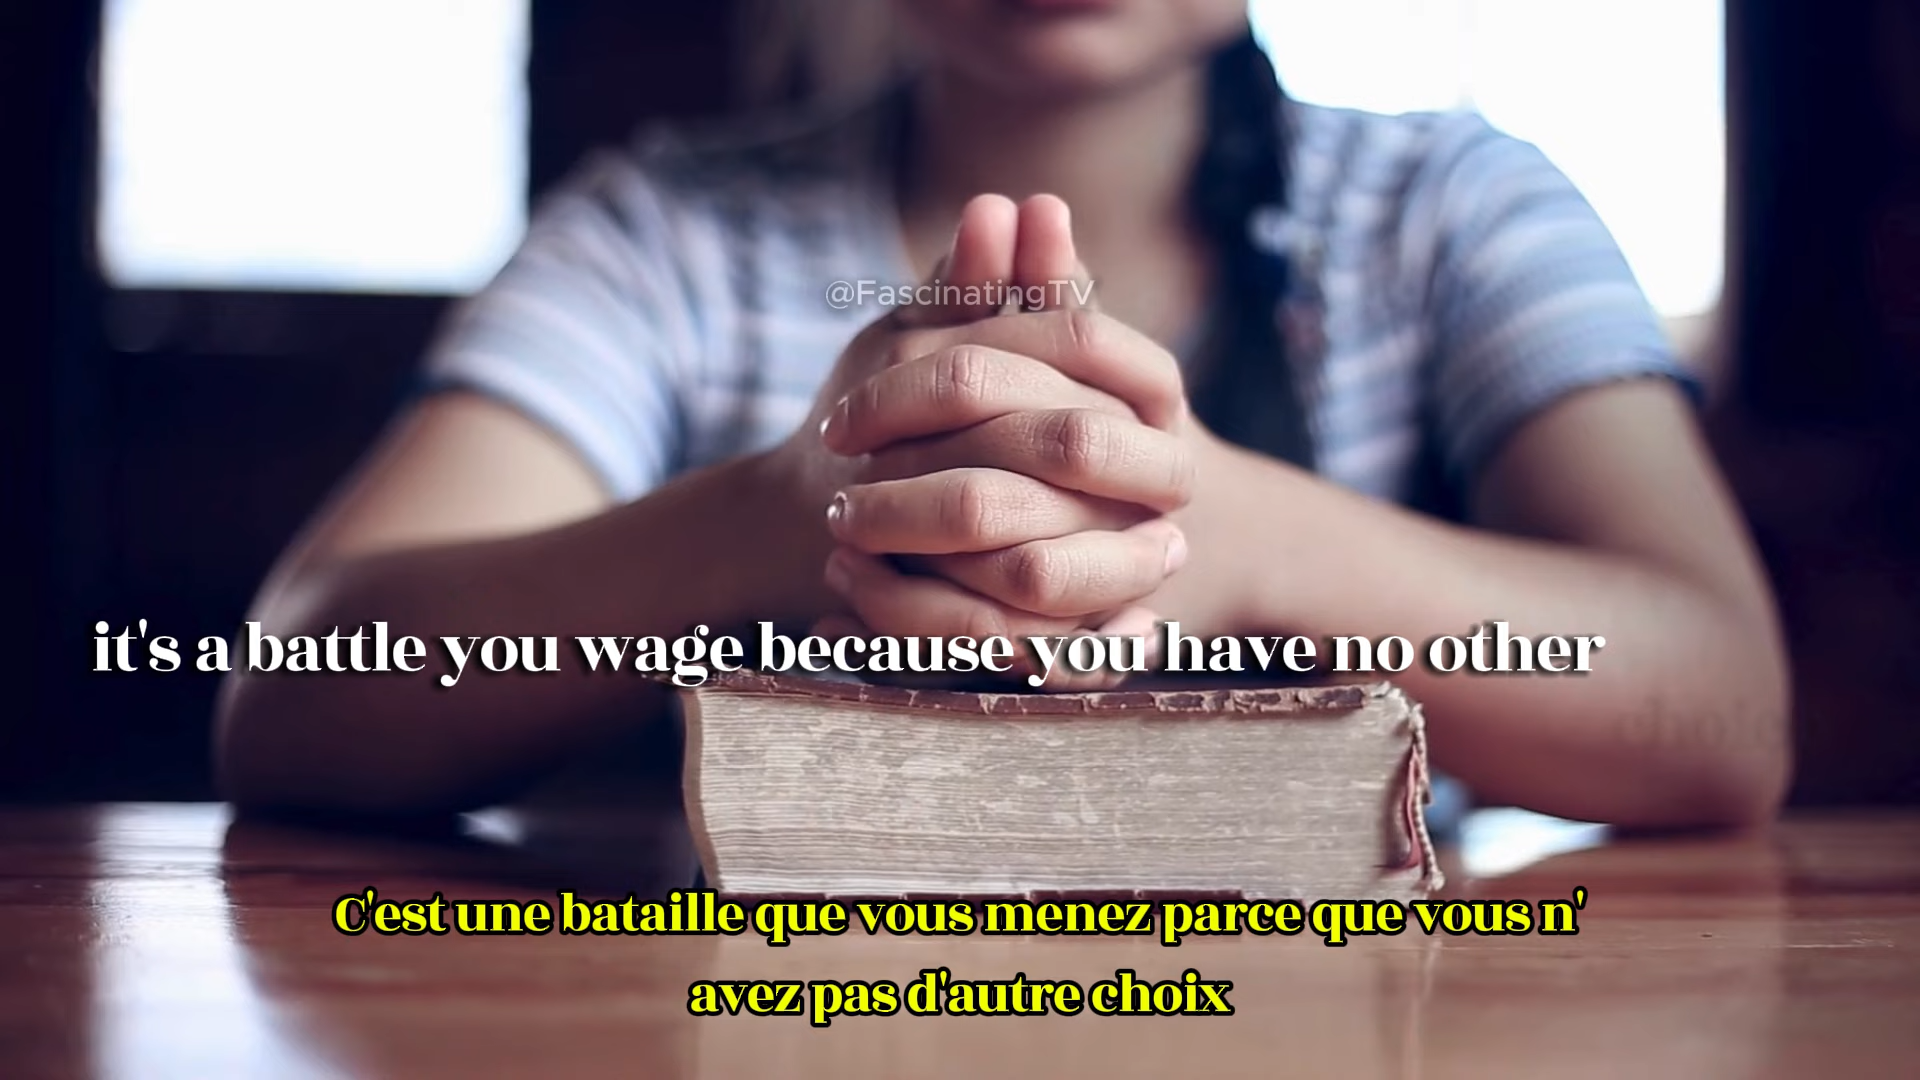 @FascinatingTV
it's a battle you wage because you have no other
choice
C'est une bataille que vous menez parce que vous n'
avez pas d'autre choix